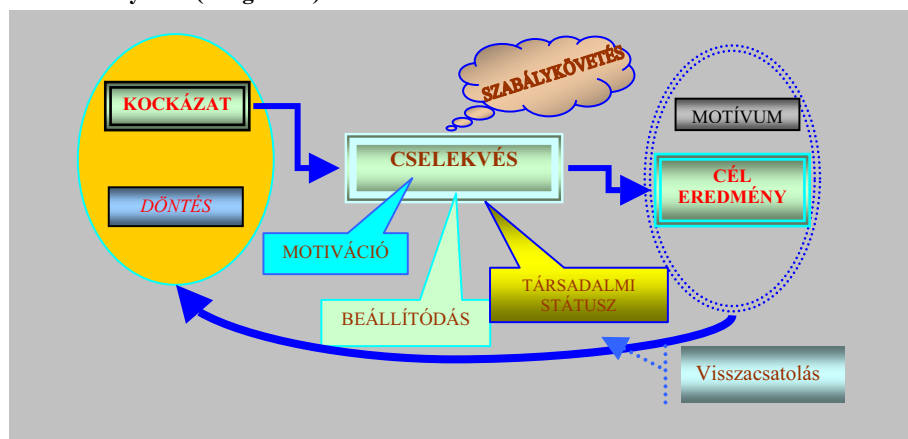 SZABÁLYKÖVETÉS
KOCKÁZAT
MOTÍVUM
CSELEKVÉS
CÉL
EREDMÉNY
DÖNTÉS
MOTIVÁCIÓ
TÁRSADALMI
STÁTUSZ
BEÁLLÍTÓDÁS
Visszacsatolás